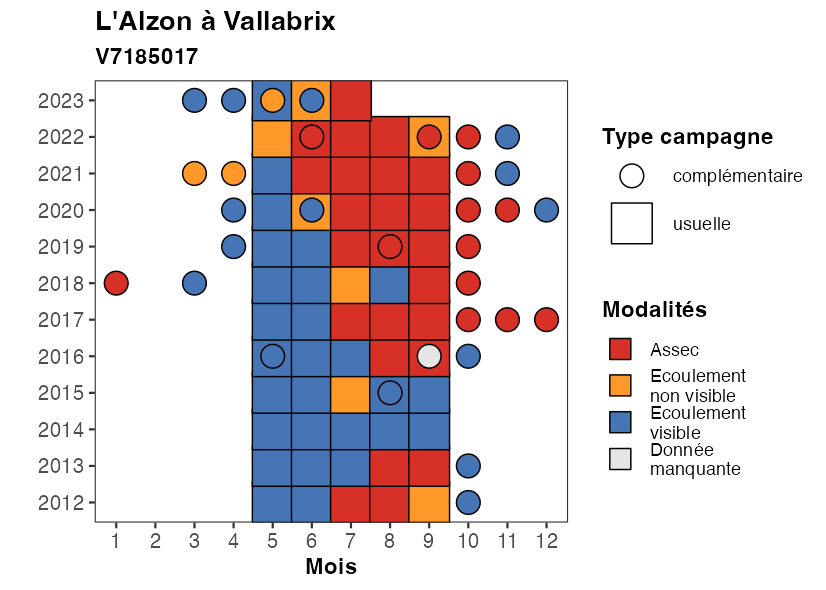 L'Alzon à Vallabrix
V7185017
2023
2022
2021
2020
2019
2018
2017
2016
2015
2014
2013
2012
1 2 3 4 5 6 7 8 9 10 11 12
Mois
Type campagne
complémentaire
usuelle
Modalités
Assec
Ecoulement
non visible
Ecoulement
visible
Donnée
manquante